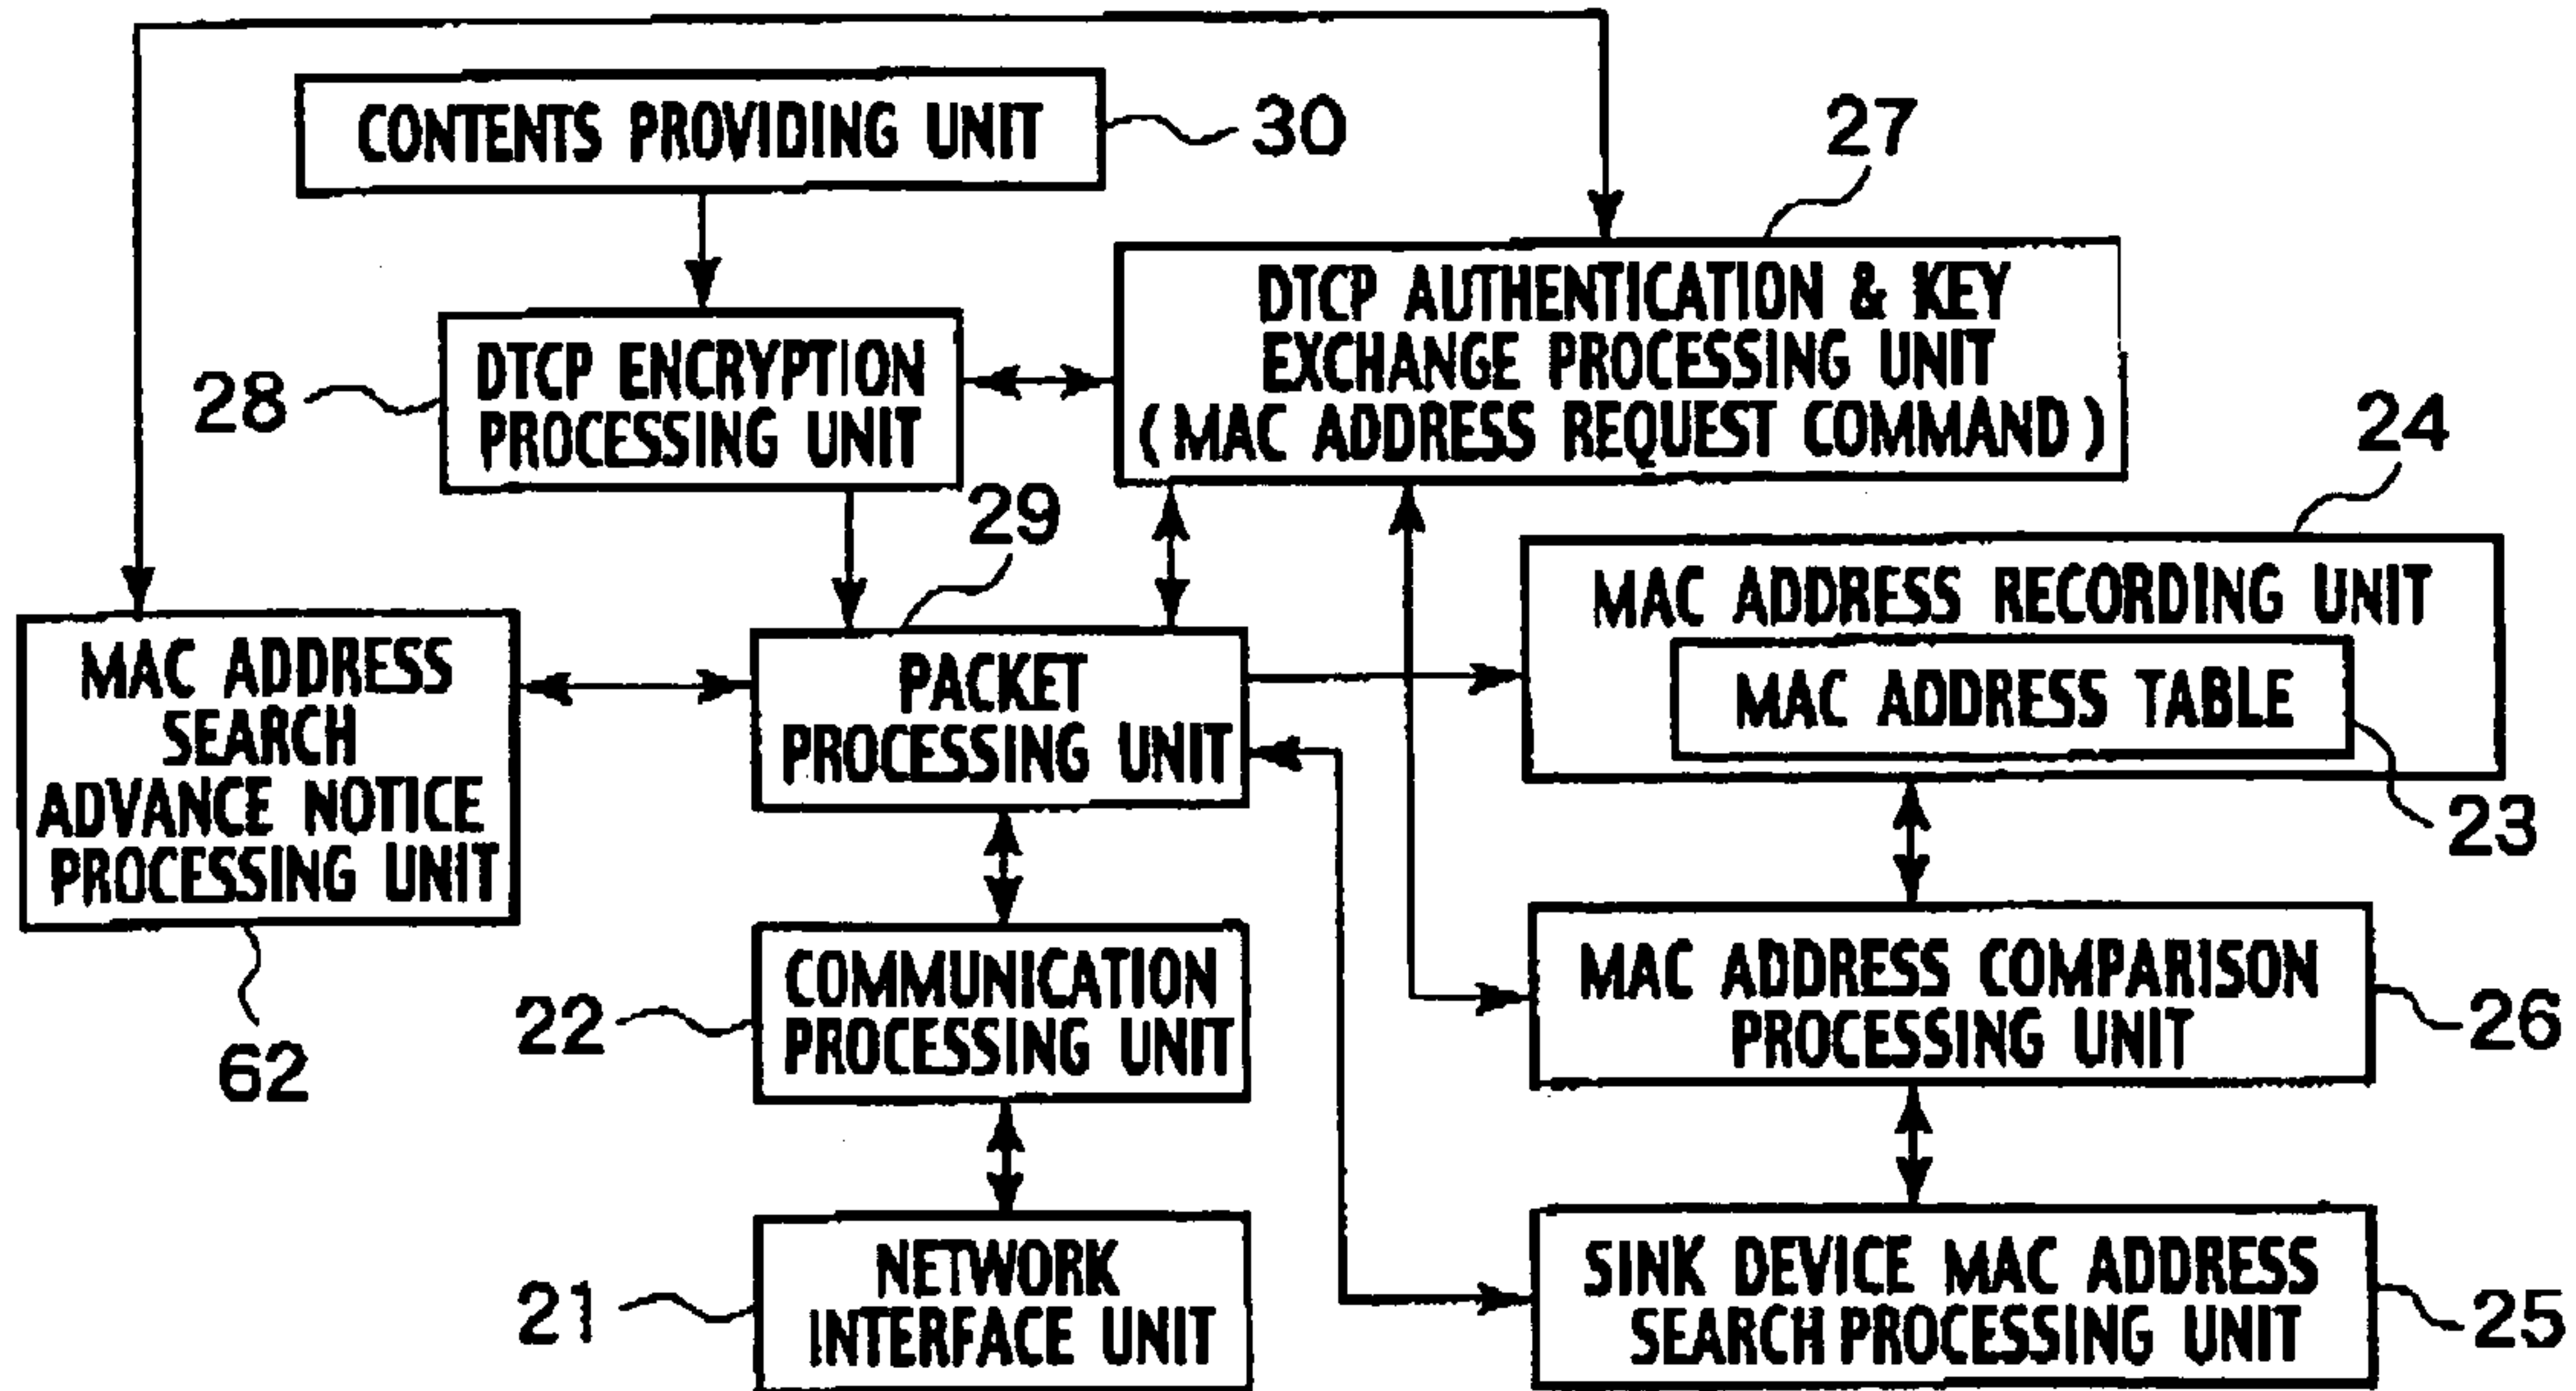 CONTENTS PROVIDING UNIT
30
27
DTCP AUTHENTICATION & KEY
EXCHANGE PROCESSING UNIT
(MAC ADDRESS REQUEST COMMAND)
28
DTCP ENCRYPTION
PROCESSING UNIT
24
29
MAC ADDRESS RECORDING UNIT
MAC ADDRESS TABLE
23
MAC ADDRESS
SEARCH
ADVANCE NOTICE
PROCESSING UNIT
62
PACKET
PROCESSING UNIT
22
COMMUNICATION
PROCESSING UNIT
MAC ADDRESS COMPARISON
PROCESSING UNIT
26
21
NETWORK
INTERFACE UNIT
SINK DEVICE MAC ADDRESS
SEARCH PROCESSING UNIT
25